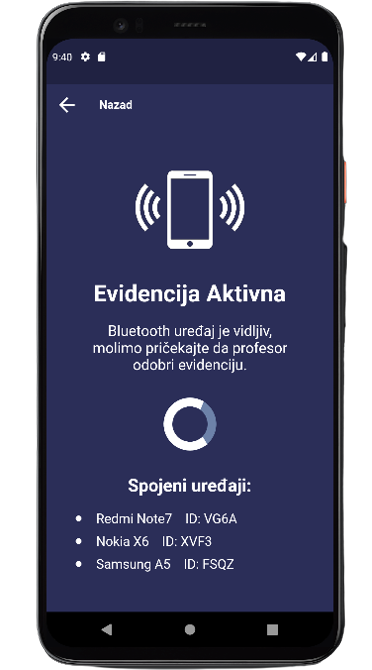 9:40
Nazad
Evidencija Aktivna
Bluetooth uređaj je vidljiv,
molimo pričekajte da profesor
odobri evidenciju.
Spojeni uređaji:
Redmi Note7 ID: VG6A
Nokia X6 ID: XVF3
Samsung A5 ID: FSQZ